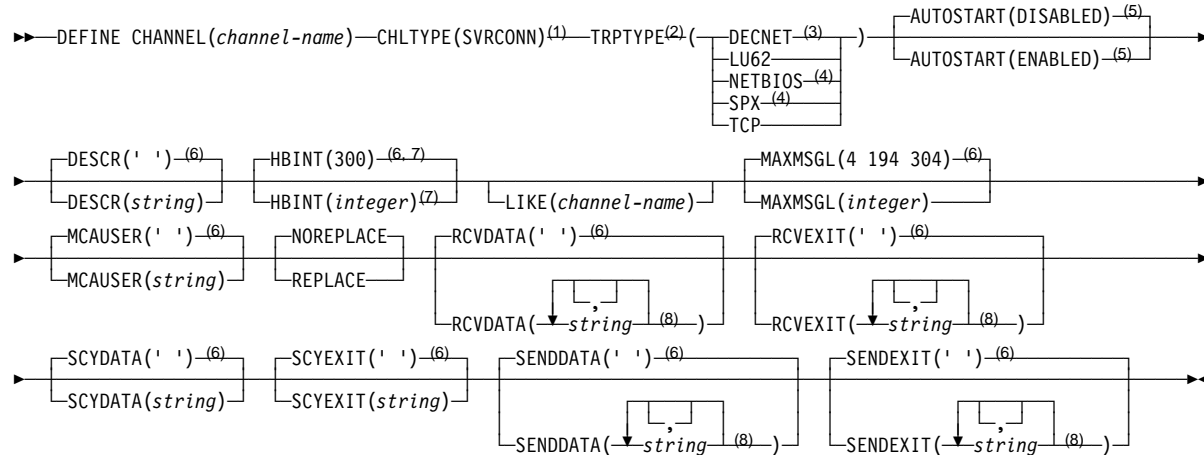 AUTOSTART(DISABLED) (5)
DEFINE CHANNEL(channel-name) CHLTYPE(SVRCONN) (1) TRPTYPE (2) ( DECNET (3) ) AUTOSTART(ENABLED) (5)
LU62
NETBIOS (4)
SPX (4)
TCP
DESCR(' ') (6) HBINT(300) (6, 7) MAXMSGL(4 194 304) (6)
DESCR(string) HBINT(integer) (7) LIKE(channel-name) MAXMSGL(integer)
MCAUSER(' ') (6) NOREPLACE RCVDATA(' ') (6) RCVEXIT(' ') (6)
MCAUSER(string) REPLACE
, ,
RCVDATA( string (8) ) RCVEXIT( string (8) )
SCYDATA(' ') (6) SCYEXIT(' ') (6) SENDDATA(' ') (6) SENDEXIT(' ') (6)
SCYDATA(string) SCYEXIT(string)
, ,
SENDDATA( string (8) ) SENDEXIT( string (8) )